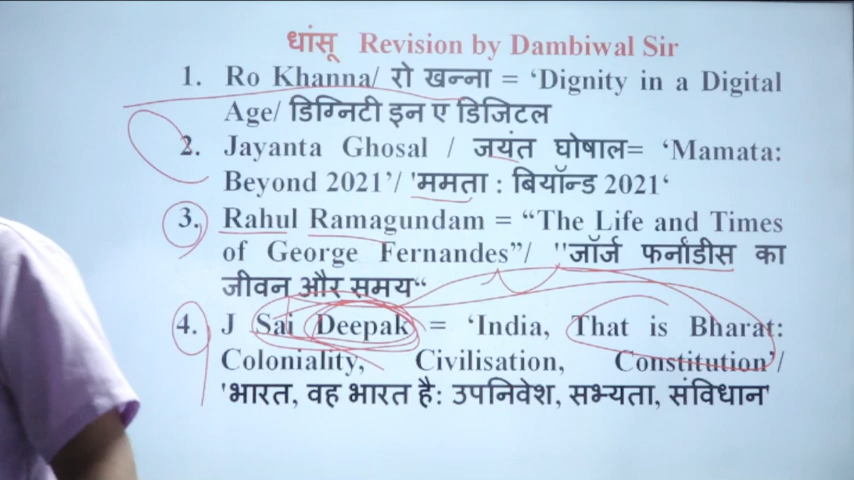 धांसू Revision by Dambiwal Sir
1. Ro Khanna/ रो खन्ना = ‘Dignity in a Digital
Age/ डिग्निटी इन ए डिजिटल
2. Jayanta Ghosal / जयंत घोषाल= ‘Mamata:
Beyond 2021’/ 'ममता : बियॉन्ड 2021‘
3. Rahul Ramagundam = “The Life and Times
of George Fernandes”/ "जॉर्ज फर्नांडीस का
जीवन और समय“
4. J Sai Deepak = ‘India, That is Bharat:
Coloniality, Civilisation, Constitution’/
'भारत, वह भारत है: उपनिवेश, सभ्यता, संविधान'